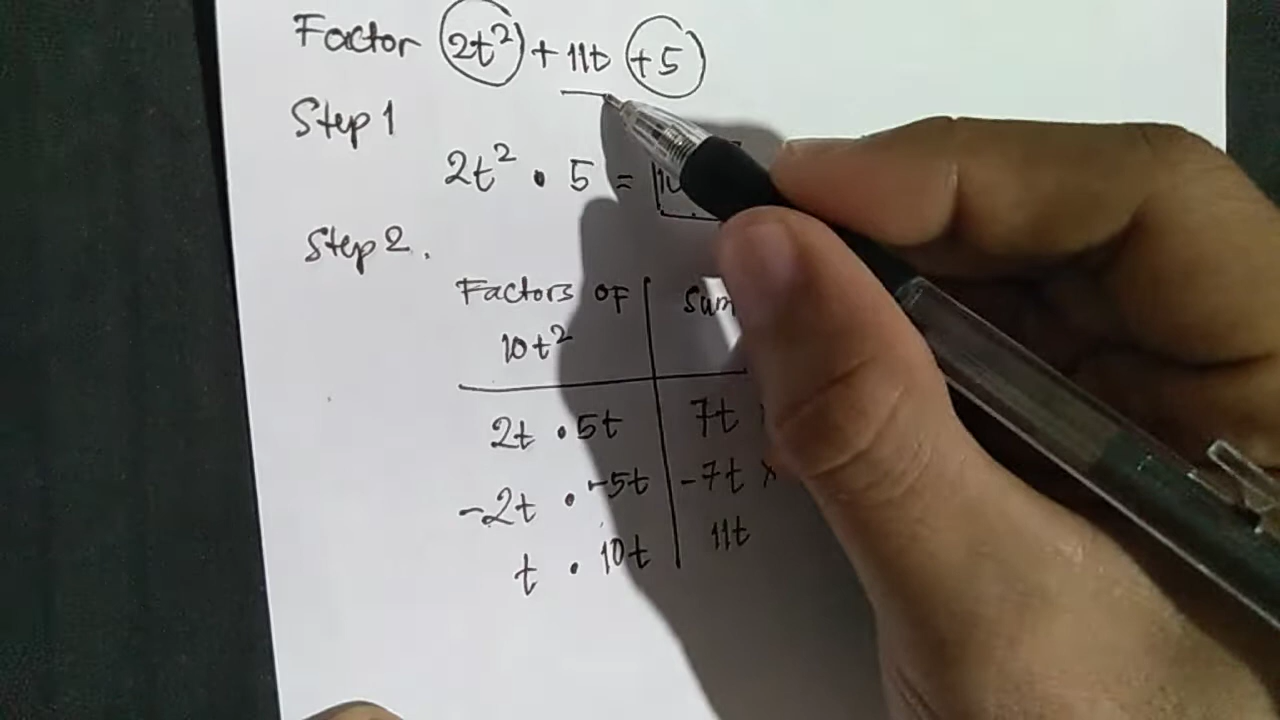 Factor 2t² + 11t + 5
Step 1
2t² • 5 =
Step 2.
Factors of | Sum
10t²
2t • 5t | 7t
-2t • -5t | -7t x
t • 10t | 11t